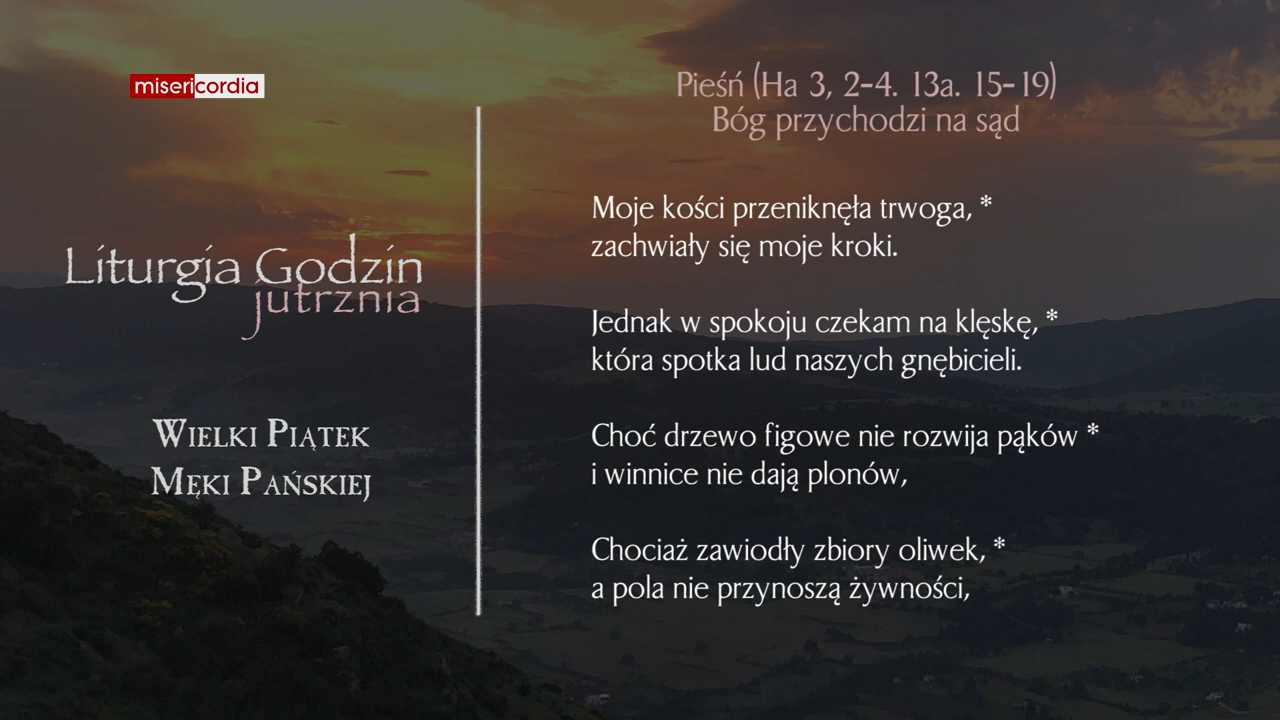 misericordia
Liturgia Godzin
jutrznia
Wielki Piątek
Męki Pańskiej
Pieśń (Ha 3, 2-4. 13a. 15-19)
Bóg przychodzi na sąd
Moje kości przeniknęła trwoga, *
zachwiały się moje kroki.
Jednak w spokoju czekam na klęskę, *
która spotka lud naszych gnębicieli.
Choć drzewo figowe nie rozwija pąków *
i winnice nie dają plonów,
Chociaż zawiodły zbiory oliwek, *
a pola nie przynoszą żywności,